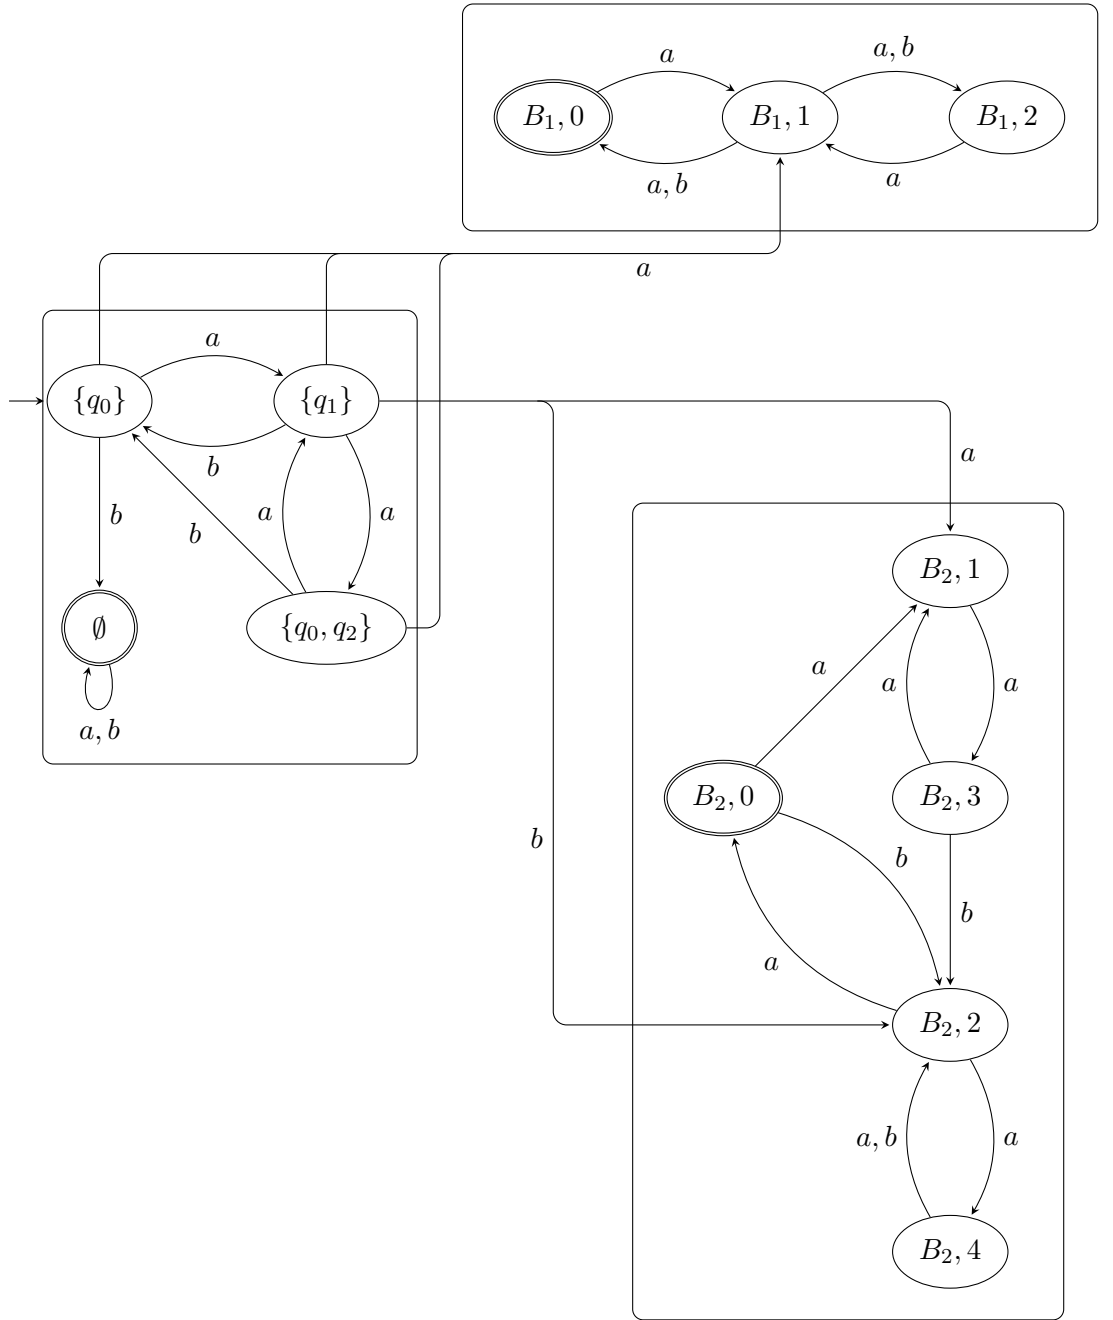 a
a, b
B₁, 0
B₁, 1
B₁, 2
a, b
a
a
a
{q₀}
{q₁}
b
a
b
a
a
b
B₂, 1
∅
{q₀, q₂}
a
a
a
a, b
B₂, 0
B₂, 3
b
b
b
a
B₂, 2
a, b
a
B₂, 4